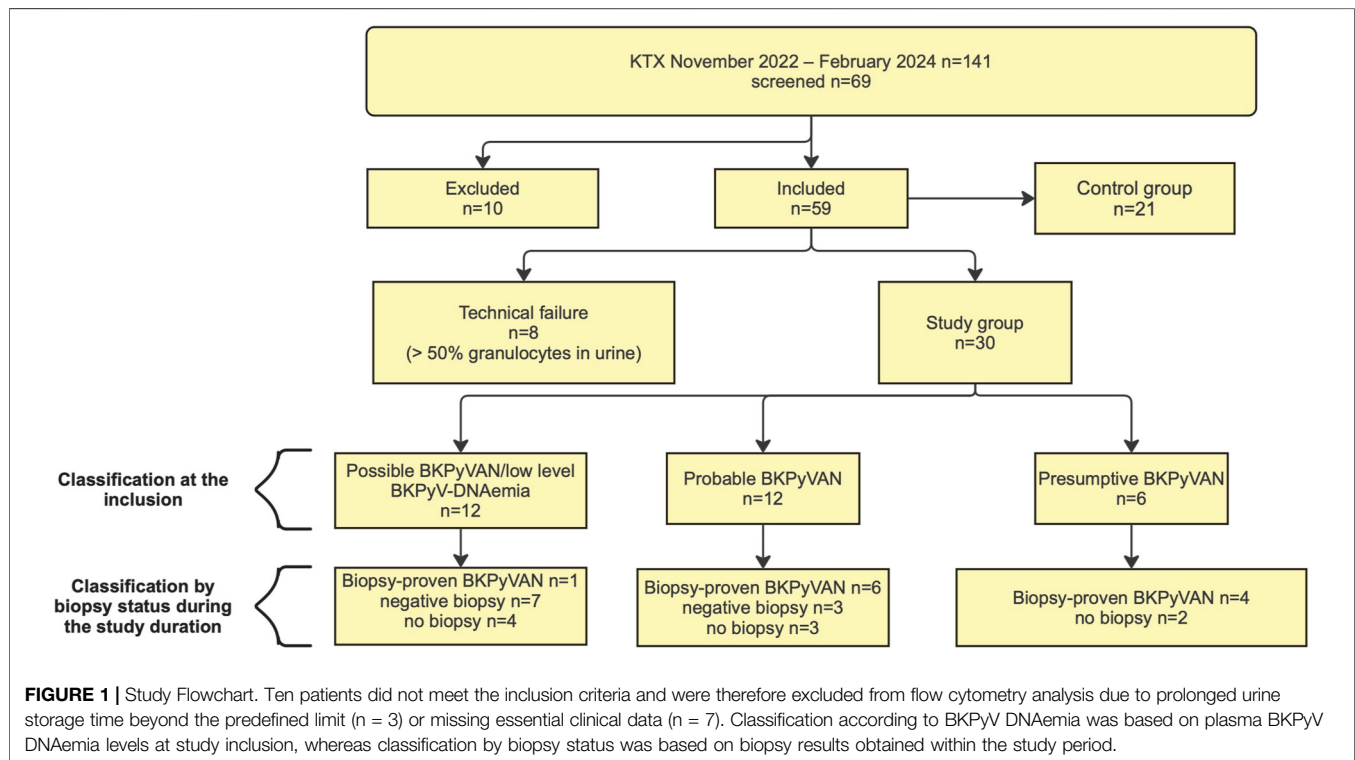 KTX November 2022 – February 2024 n=141
screened n=69
Excluded
n=10
Included
n=59
Control group
n=21
Technical failure
n=8
(> 50% granulocytes in urine)
Study group
n=30
Classification at the
inclusion
Possible BKPyVAN/low level
BKPyV-DNAemia
n=12
Probable BKPyVAN
n=12
Presumptive BKPyVAN
n=6
Classification by
biopsy status during
the study duration
Biopsy-proven BKPyVAN n=1
negative biopsy n=7
no biopsy n=4
Biopsy-proven BKPyVAN n=6
negative biopsy n=3
no biopsy n=3
Biopsy-proven BKPyVAN n=4
no biopsy n=2
FIGURE 1 | Study Flowchart. Ten patients did not meet the inclusion criteria and were therefore excluded from flow cytometry analysis due to prolonged urine
storage time beyond the predefined limit (n = 3) or missing essential clinical data (n = 7). Classification according to BKPyV DNAemia was based on plasma BKPyV
DNAemia levels at study inclusion, whereas classification by biopsy status was based on biopsy results obtained within the study period.